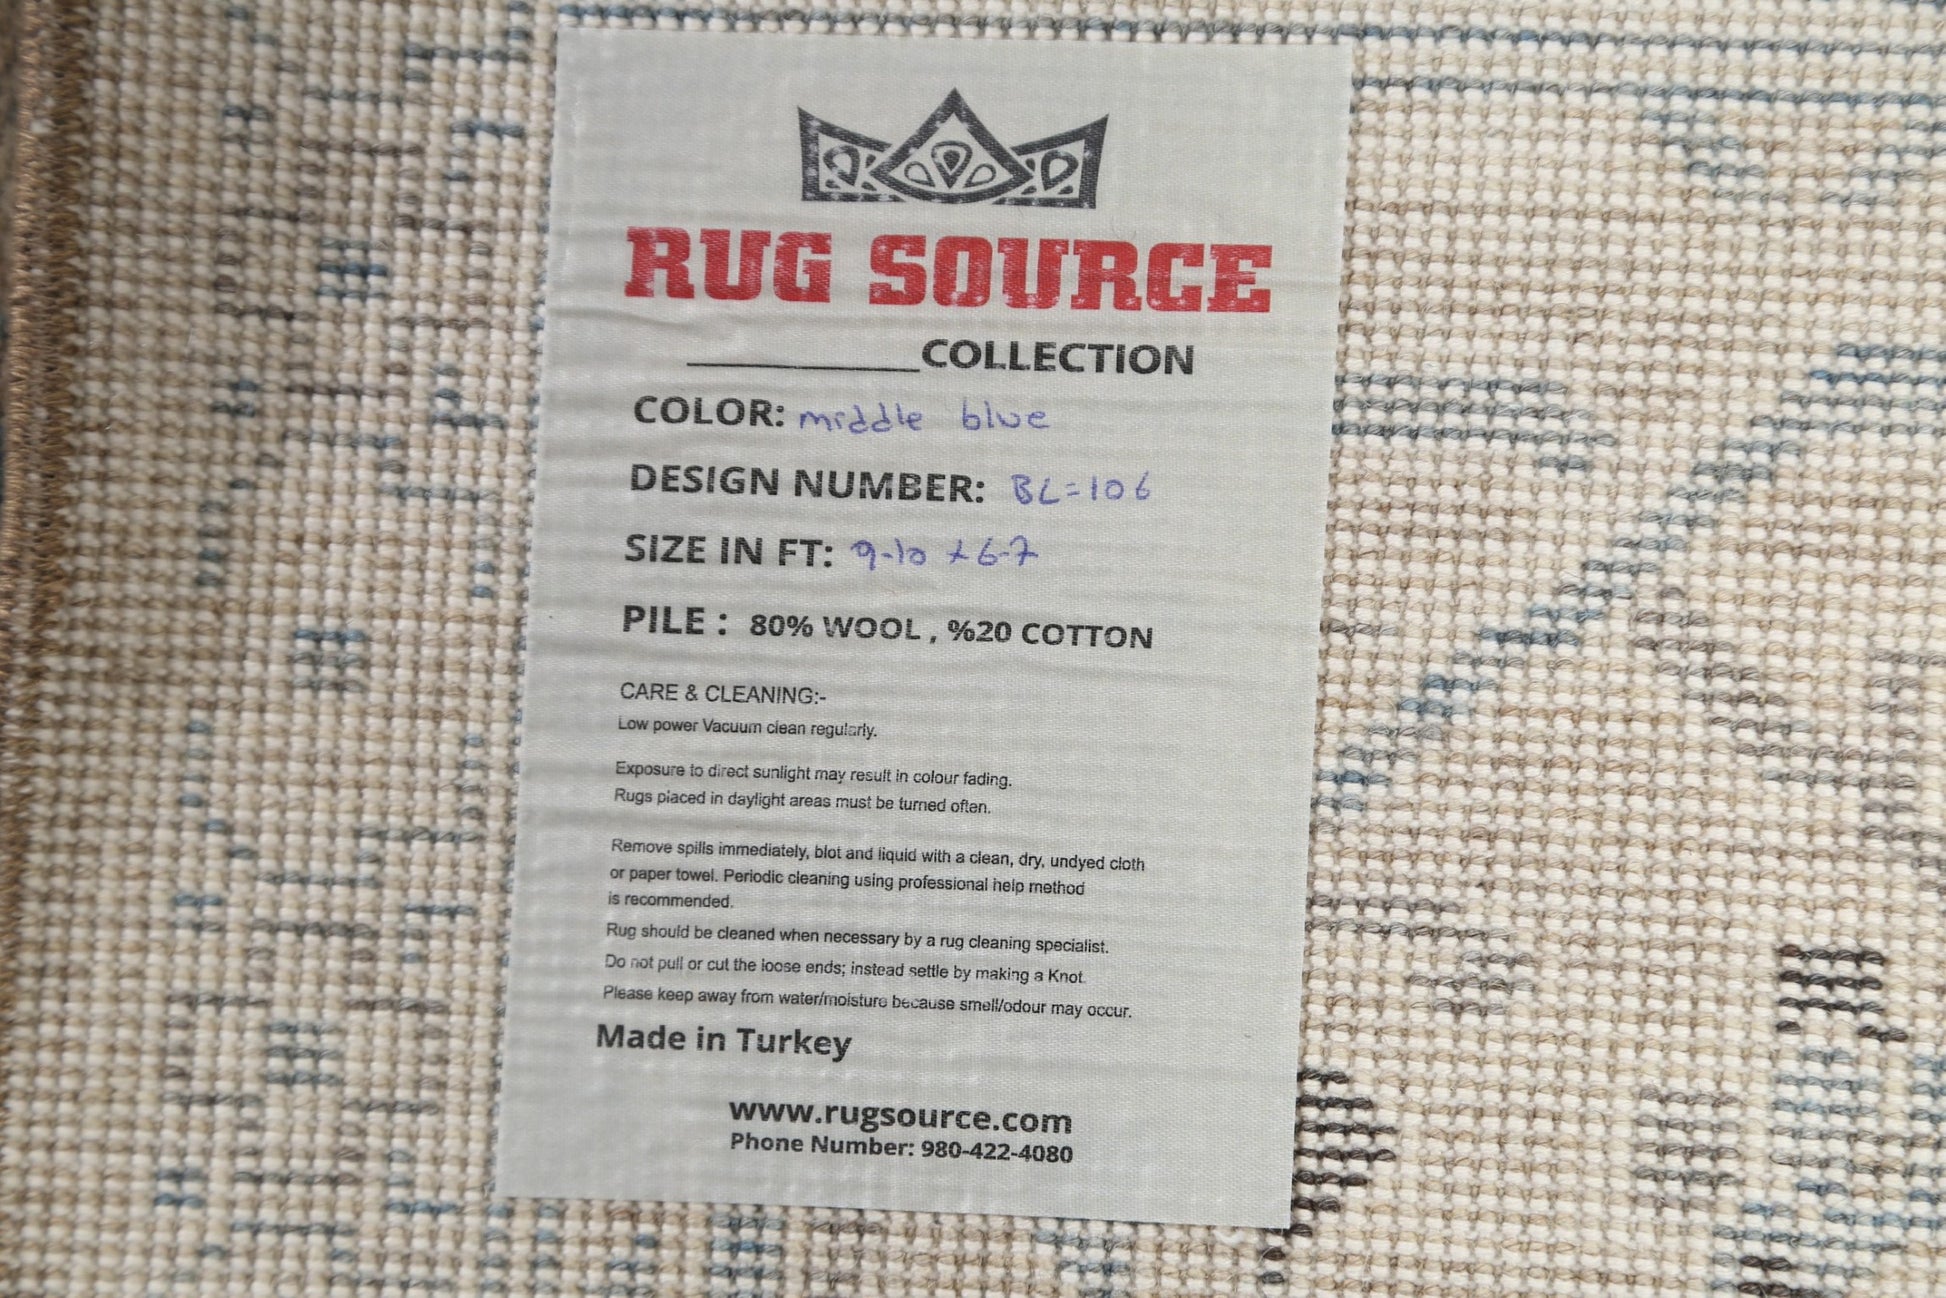 RUG SOURCE
__________COLLECTION
COLOR: middle blue
DESIGN NUMBER: BL=106
SIZE IN FT: 9-10 x 6-7
PILE : 80% WOOL , %20 COTTON
CARE & CLEANING:-
Low power Vacuum clean regularly.
Exposure to direct sunlight may result in colour fading.
Rugs placed in daylight areas must be turned often.
Remove spills immediately, blot and liquid with a clean, dry, undyed cloth
or paper towel. Periodic cleaning using professional help method
is recommended.
Rug should be cleaned when necessary by a rug cleaning specialist.
Do not pull or cut the loose ends; instead settle by making a Knot.
Please keep away from water/moisture because smell/odour may occur.
Made in Turkey
www.rugsource.com
Phone Number: 980-422-4080